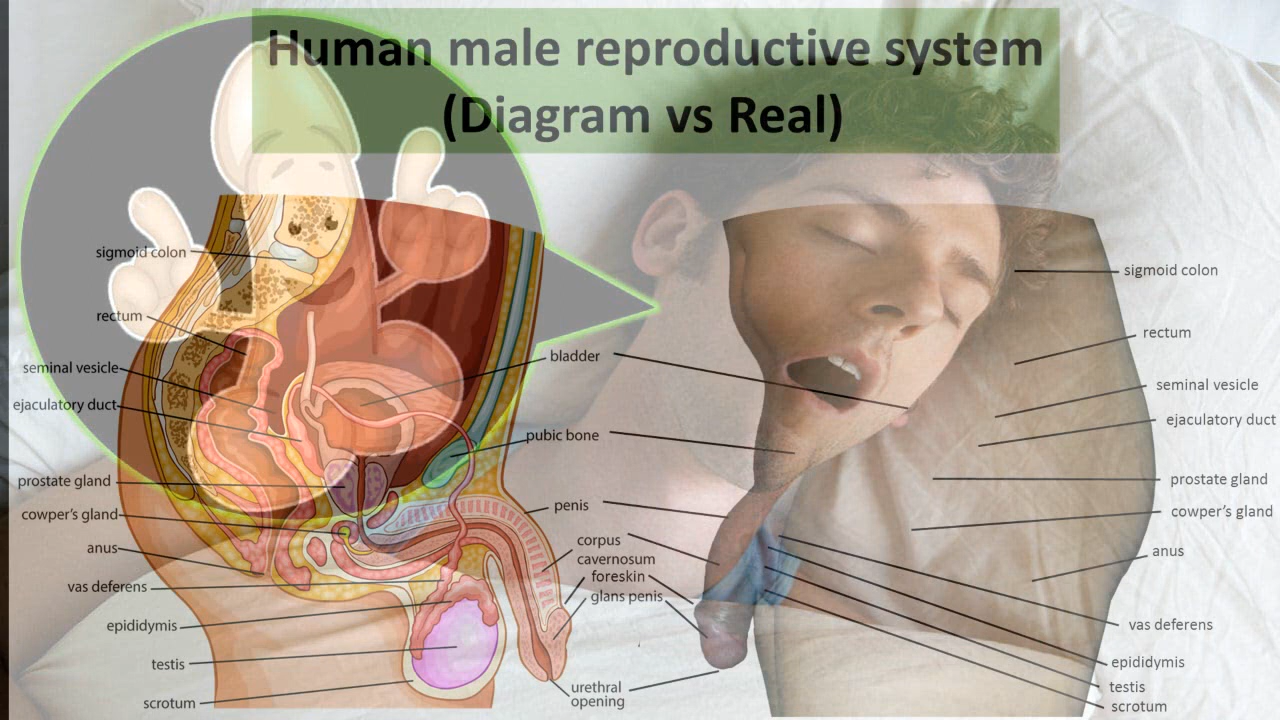 Human male reproductive system
(Diagram vs Real)
sigmoid colon
rectum
seminal vesicle
ejaculatory duct
prostate gland
cowper's gland
anus
vas deferens
epididymis
testis
scrotum
bladder
pubic bone
penis
corpus
cavernosum
foreskin
glans penis
urethral
opening
sigmoid colon
rectum
seminal vesicle
ejaculatory duct
prostate gland
cowper's gland
anus
vas deferens
epididymis
testis
scrotum